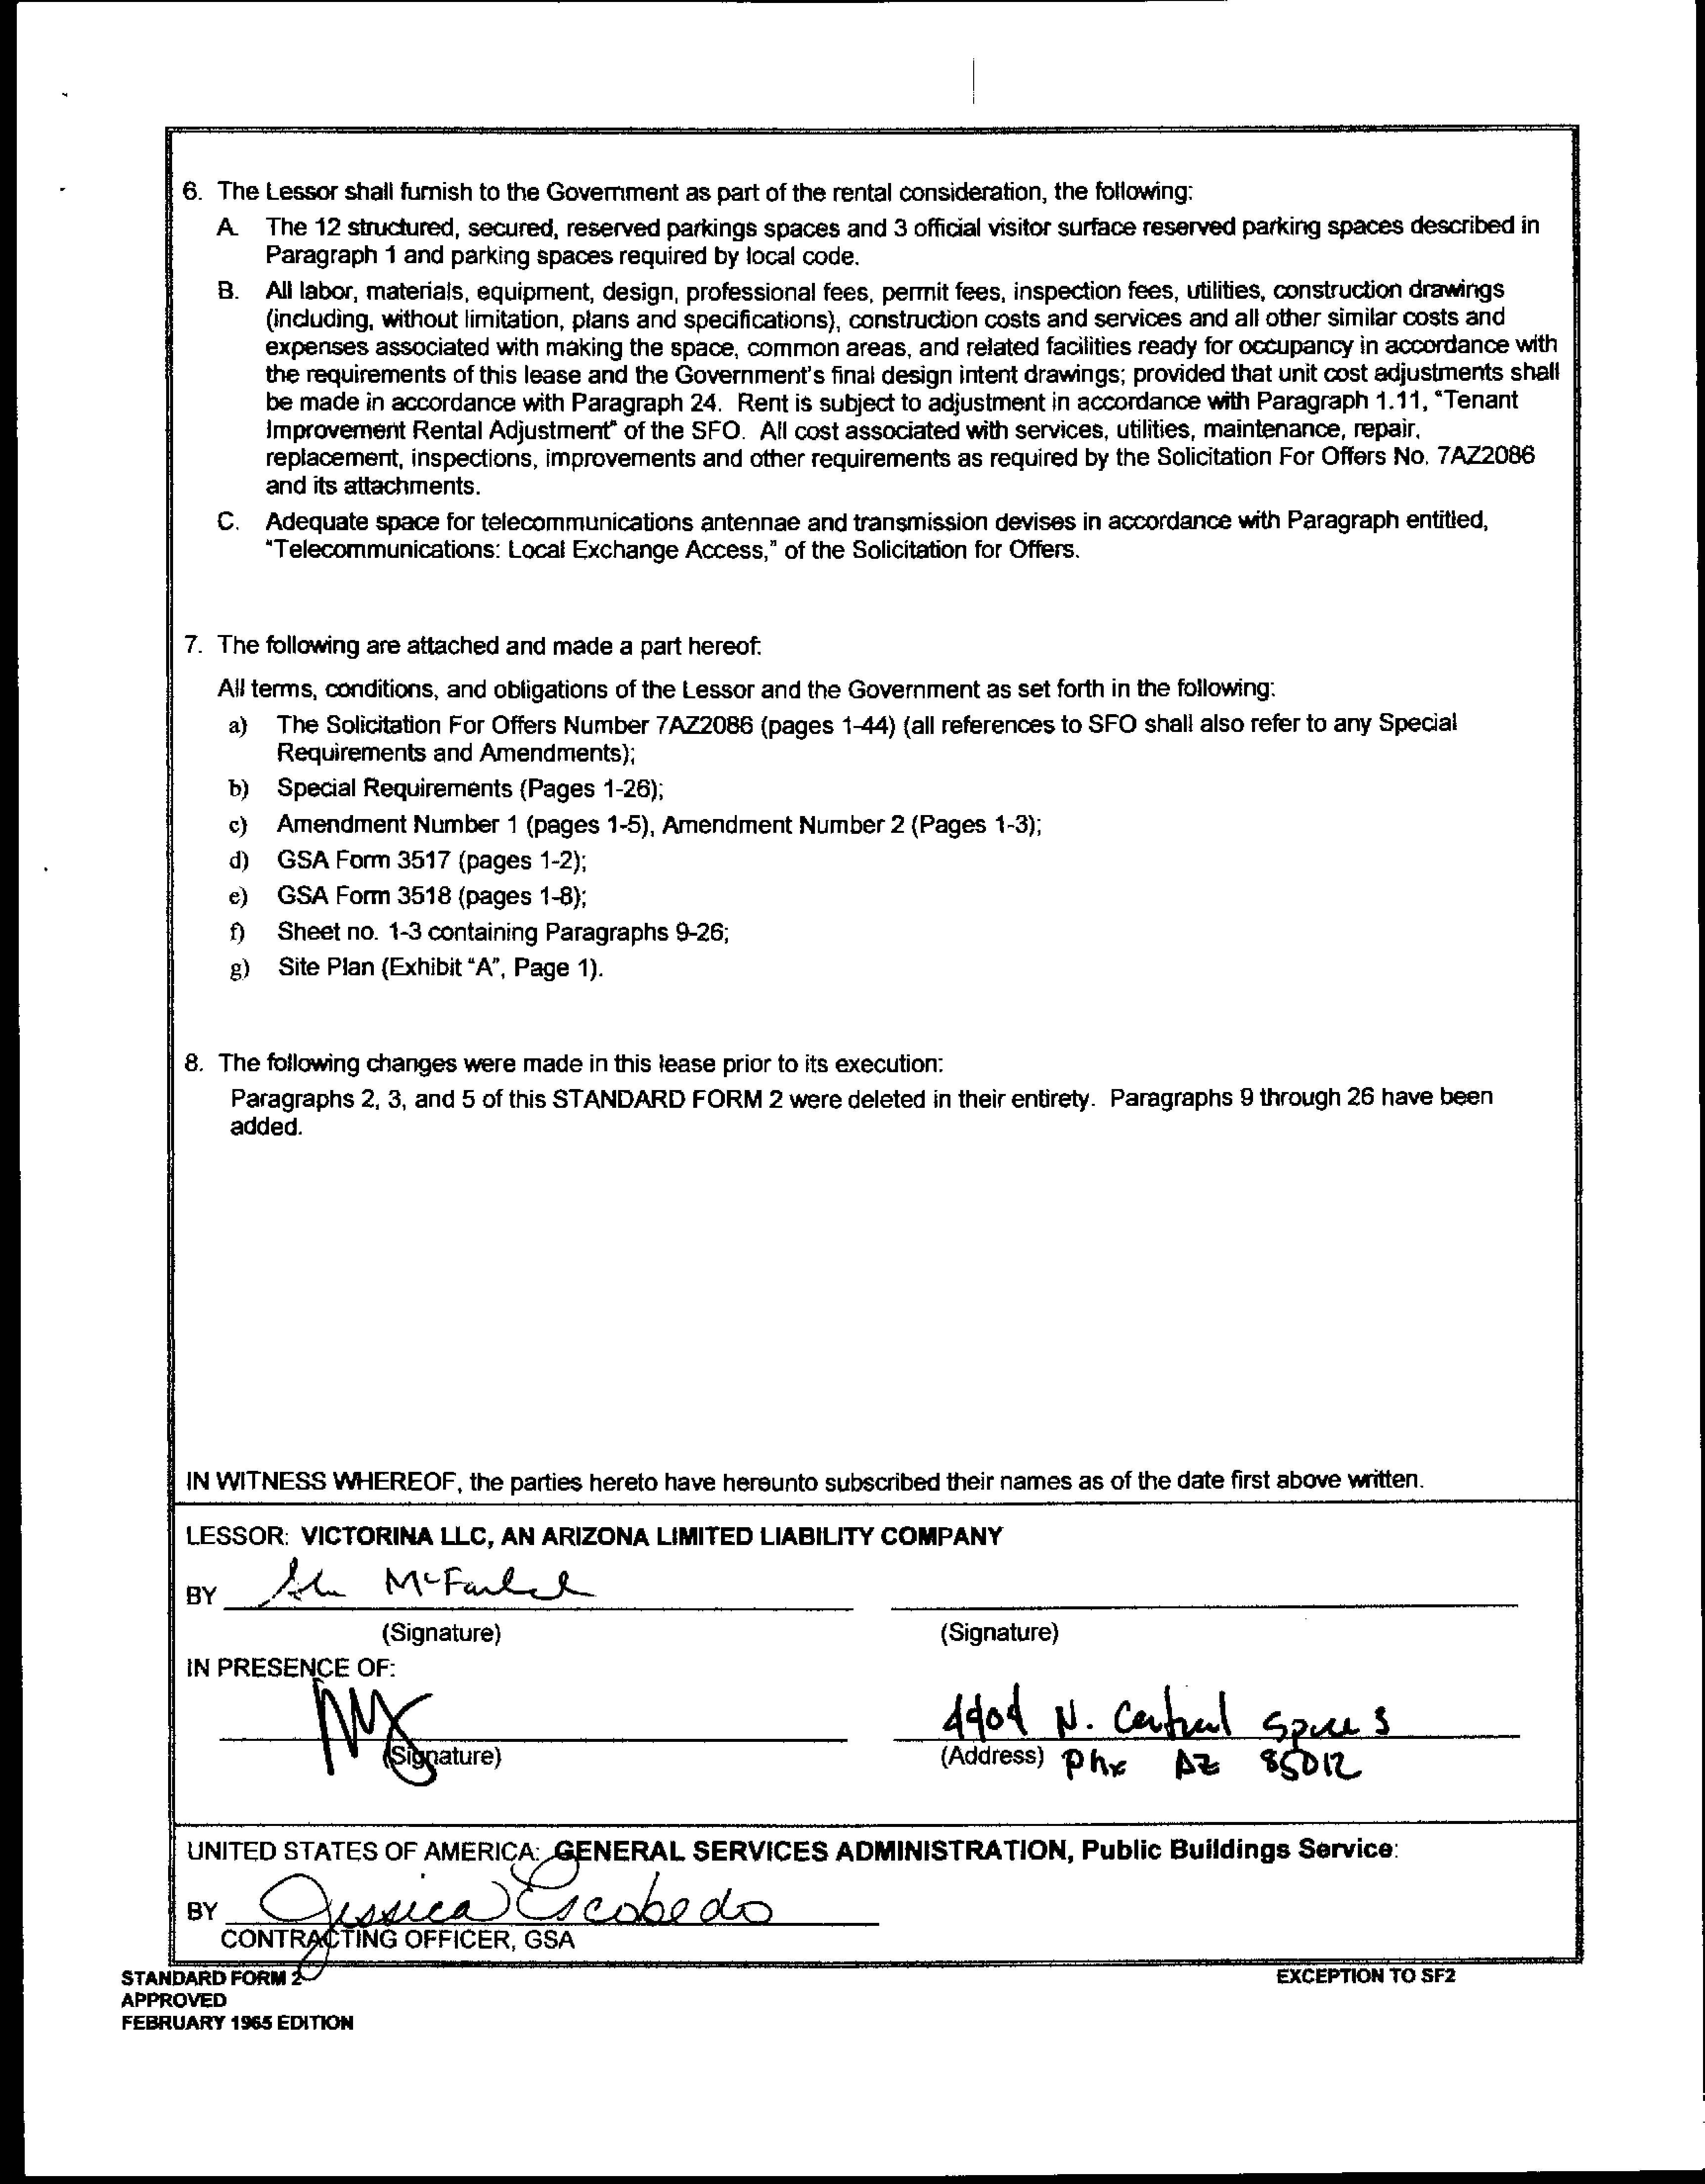 6. The Lessor shall furnish to the Government as part of the rental consideration, the following:
A. The 12 structured, secured, reserved parkings spaces and 3 official visitor surface reserved parking spaces described in
Paragraph 1 and parking spaces required by local code.
B. All labor, materials, equipment, design, professional fees, permit fees, inspection fees, utilities, construction drawings
(including, without limitation, plans and specifications), construction costs and services and all other similar costs and
expenses associated with making the space, common areas, and related facilities ready for occupancy in accordance with
the requirements of this lease and the Government's final design intent drawings; provided that unit cost adjustments shall
be made in accordance with Paragraph 24. Rent is subject to adjustment in accordance with Paragraph 1.11, "Tenant
Improvement Rental Adjustment" of the SFO. All cost associated with services, utilities, maintenance, repair,
replacement, inspections, improvements and other requirements as required by the Solicitation For Offers No. 7AZ2086
and its attachments.
C. Adequate space for telecommunications antennae and transmission devises in accordance with Paragraph entitled,
"Telecommunications: Local Exchange Access," of the Solicitation for Offers.
7. The following are attached and made a part hereof:
All terms, conditions, and obligations of the Lessor and the Government as set forth in the following:
a) The Solicitation For Offers Number 7AZ2086 (pages 1-44) (all references to SFO shall also refer to any Special
Requirements and Amendments);
b) Special Requirements (Pages 1-26);
c) Amendment Number 1 (pages 1-5), Amendment Number 2 (Pages 1-3);
d) GSA Form 3517 (pages 1-2);
e) GSA Form 3518 (pages 1-8);
f) Sheet no. 1-3 containing Paragraphs 9-26;
g) Site Plan (Exhibit "A", Page 1).
8. The following changes were made in this lease prior to its execution:
Paragraphs 2, 3, and 5 of this STANDARD FORM 2 were deleted in their entirety. Paragraphs 9 through 26 have been
added.
IN WITNESS WHEREOF, the parties hereto have hereunto subscribed their names as of the date first above written.
LESSOR: VICTORINA LLC, AN ARIZONA LIMITED LIABILITY COMPANY
BY
(Signature) (Signature)
IN PRESENCE OF:
N. Central
(Signature) (Address) Phx AZ 85012
UNITED STATES OF AMERICA: GENERAL SERVICES ADMINISTRATION, Public Buildings Service:
BY Jessica Escobedo
CONTRACTING OFFICER, GSA
STANDARD FORM 2 EXCEPTION TO SF2
APPROVED
FEBRUARY 1965 EDITION